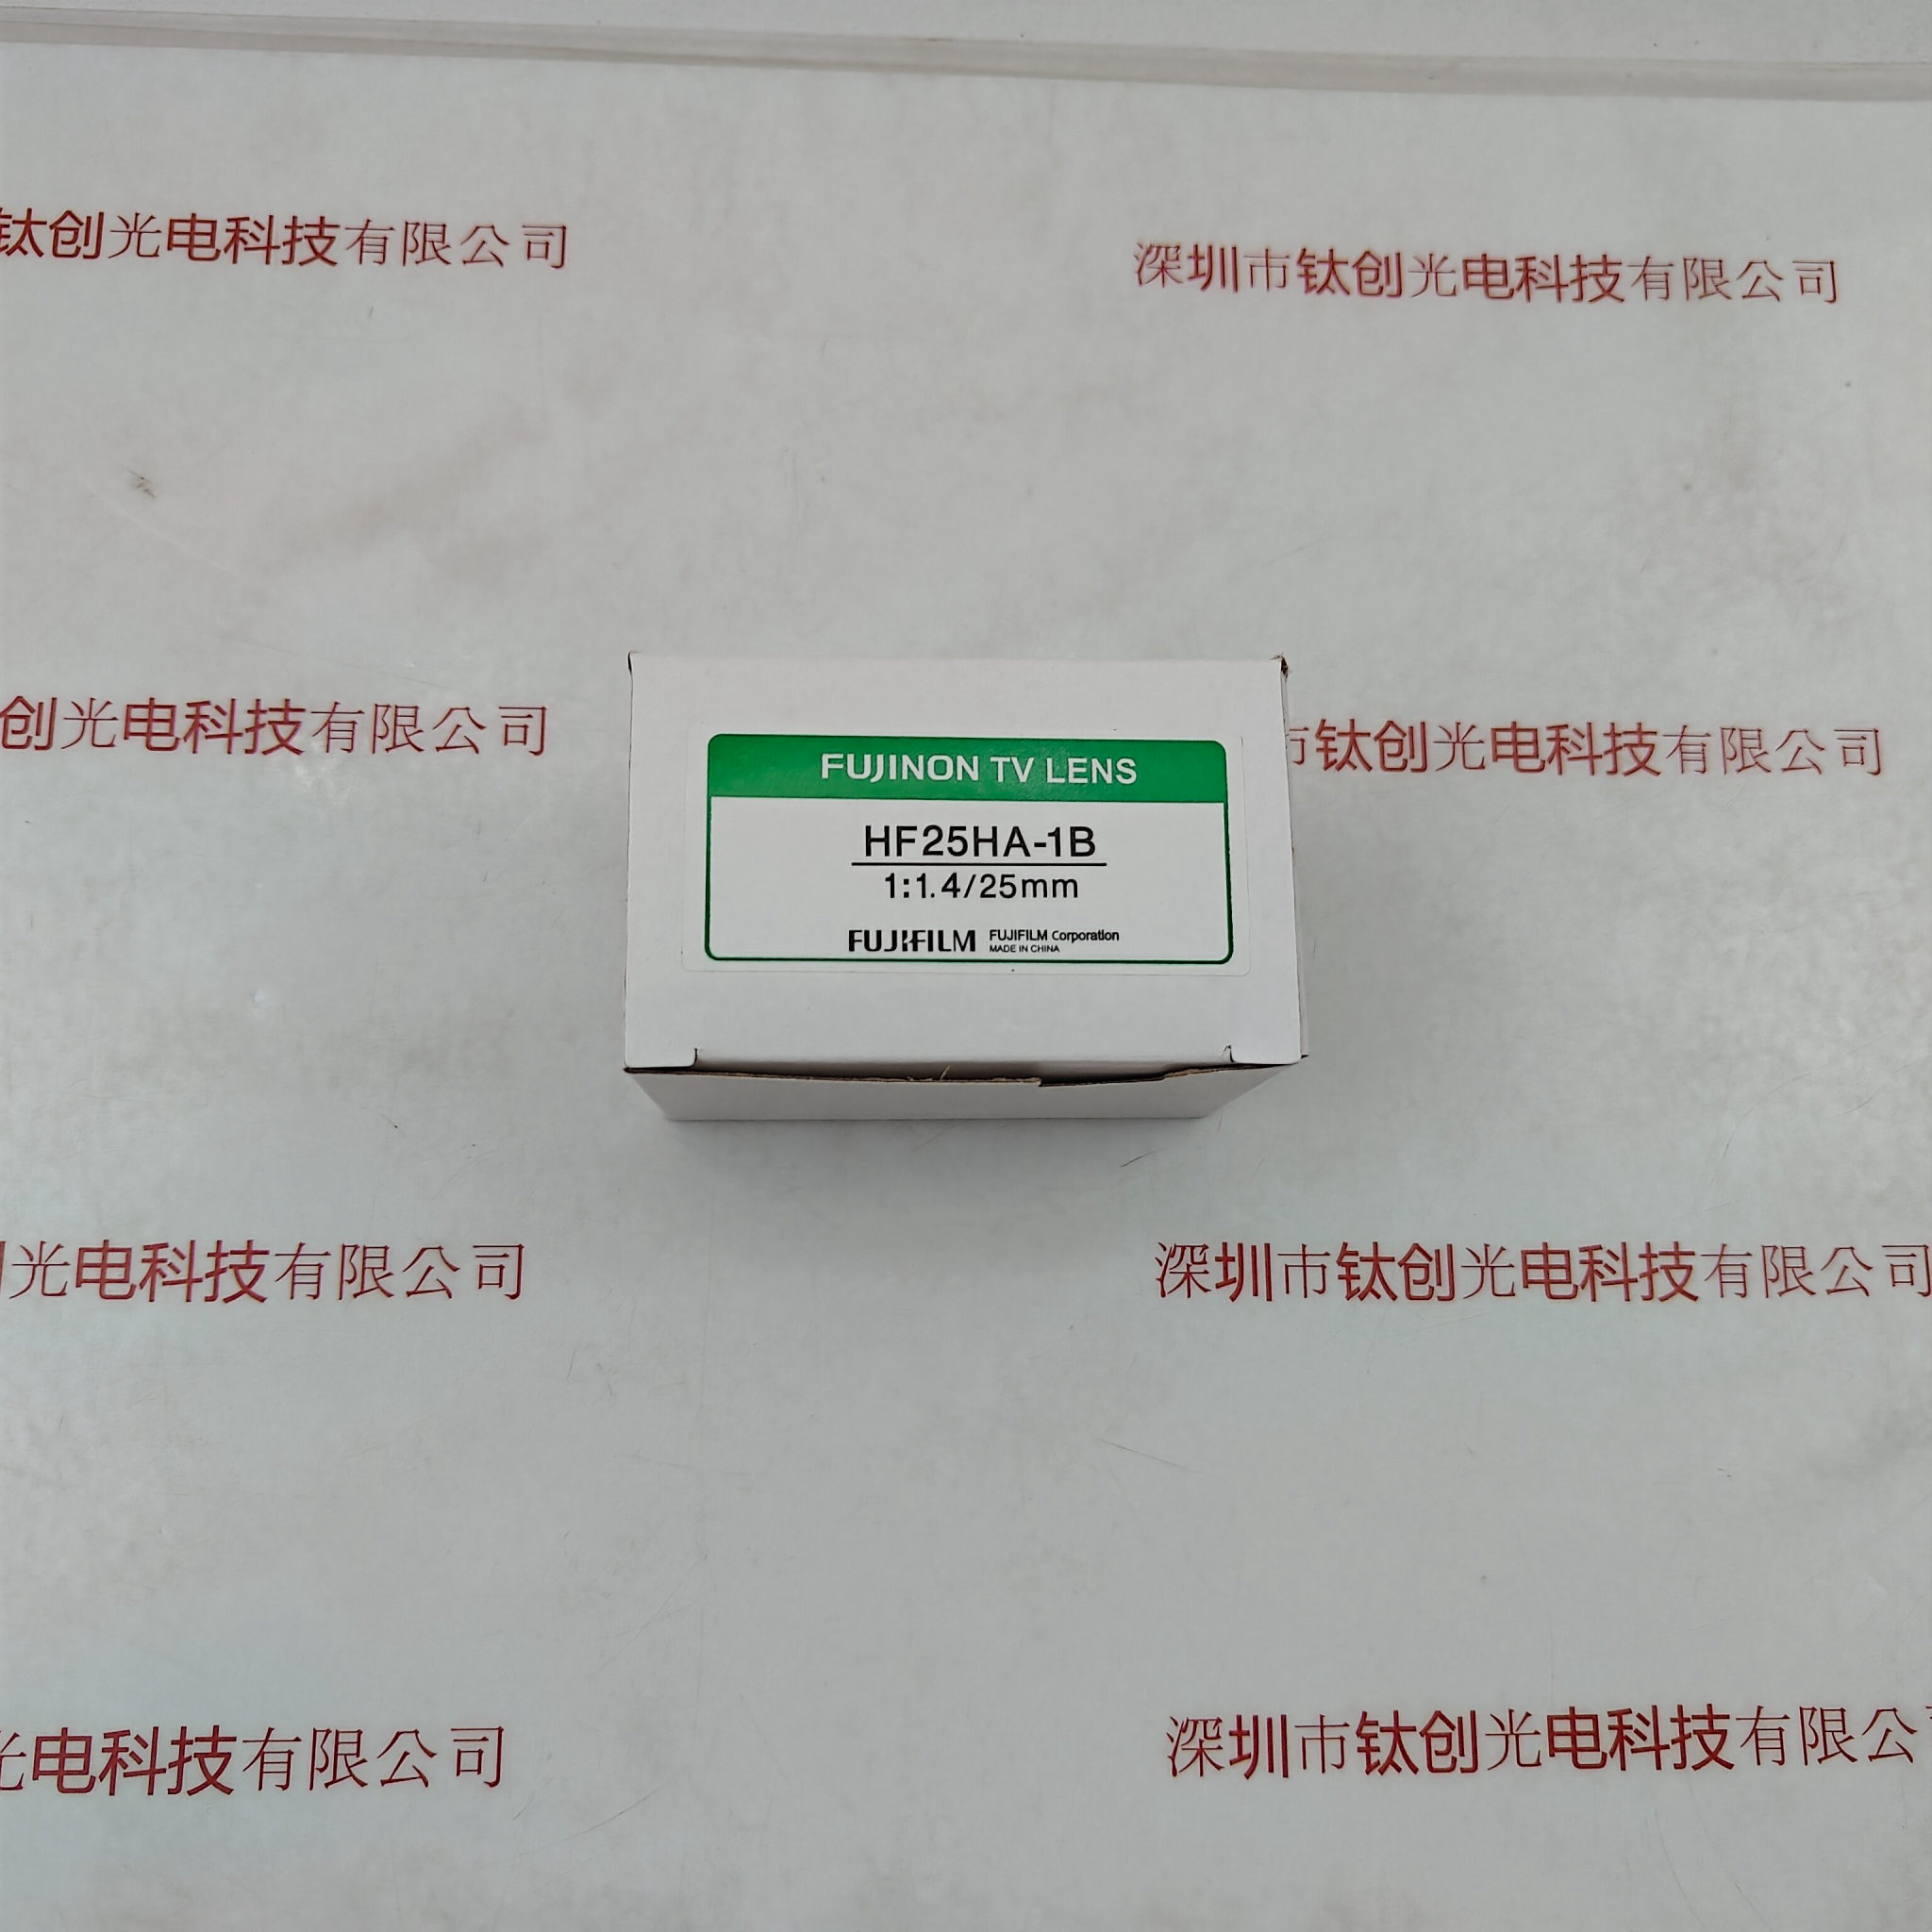 钛创光电科技有限公司
深圳市钛创光电科技有限公司
创光电科技有限公司
市钛创光电科技有限公司
FUJINON TV LENS
HF25HA-1B
1:1.4/25mm
FUJIFILM FUJIFILM Corporation
MADE IN CHINA
光电科技有限公司
深圳市钛创光电科技有限公司
光电科技有限公司
深圳市钛创光电科技有限公